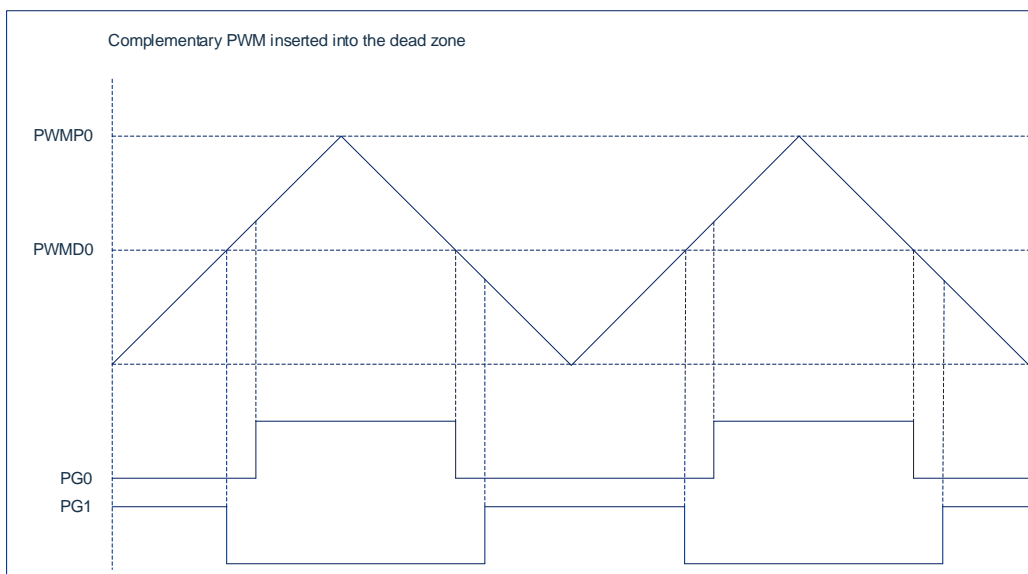 Complementary PWM inserted into the dead zone
PWMP0
PWMD0
PG0
PG1